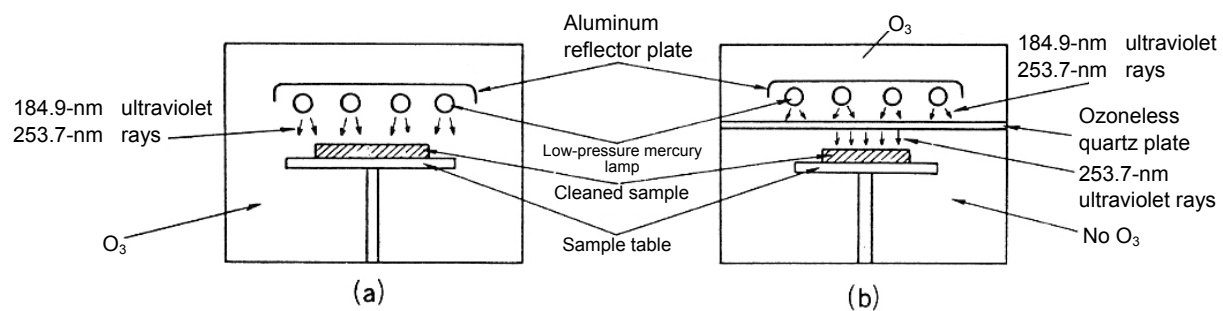 184.9-nm ultraviolet
253.7-nm rays
O₃
Aluminum
reflector plate
Low-pressure mercury
lamp
Cleaned sample
Sample table
(a)
O₃
184.9-nm ultraviolet
253.7-nm rays
Ozoneless
quartz plate
253.7-nm
ultraviolet rays
No O₃
(b)